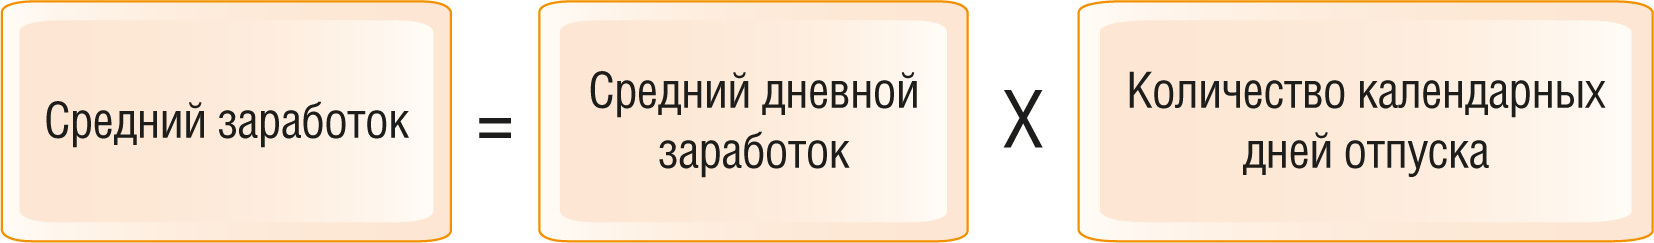 Средний заработок
=
Средний дневной
заработок
X
Количество календарных
дней отпуска